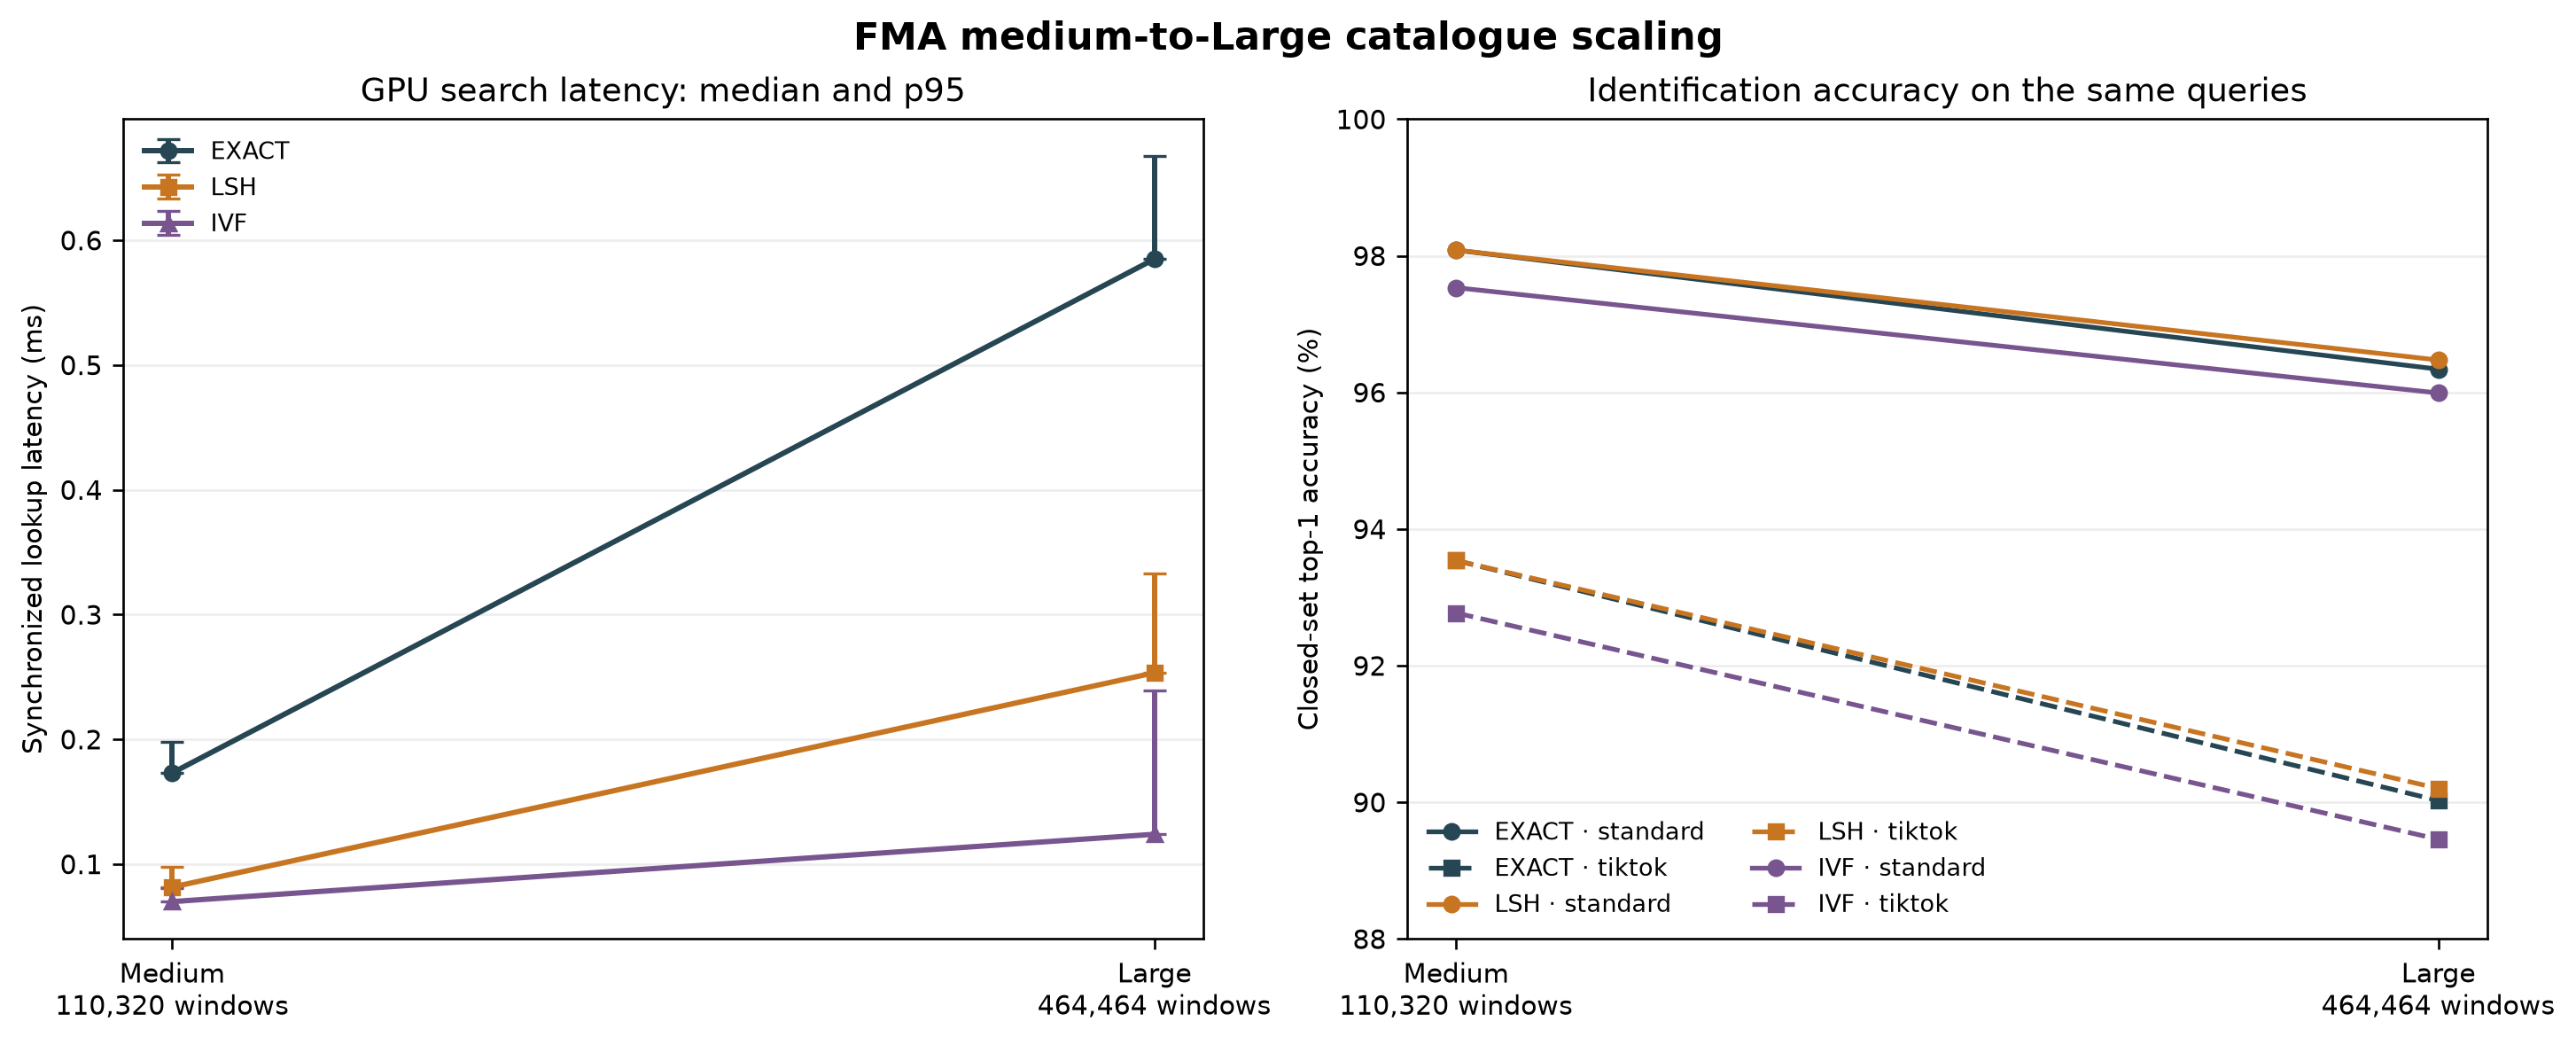 FMA medium-to-Large catalogue scaling
GPU search latency: median and p95
EXACT
LSH
IVF
Synchronized lookup latency (ms)
0.6
0.5
0.4
0.3
0.2
0.1
Medium
110,320 windows
Large
464,464 windows
Identification accuracy on the same queries
Closed-set top-1 accuracy (%)
100
98
96
94
92
90
88
EXACT · standard
EXACT · tiktok
LSH · standard
LSH · tiktok
IVF · standard
IVF · tiktok
Medium
110,320 windows
Large
464,464 windows